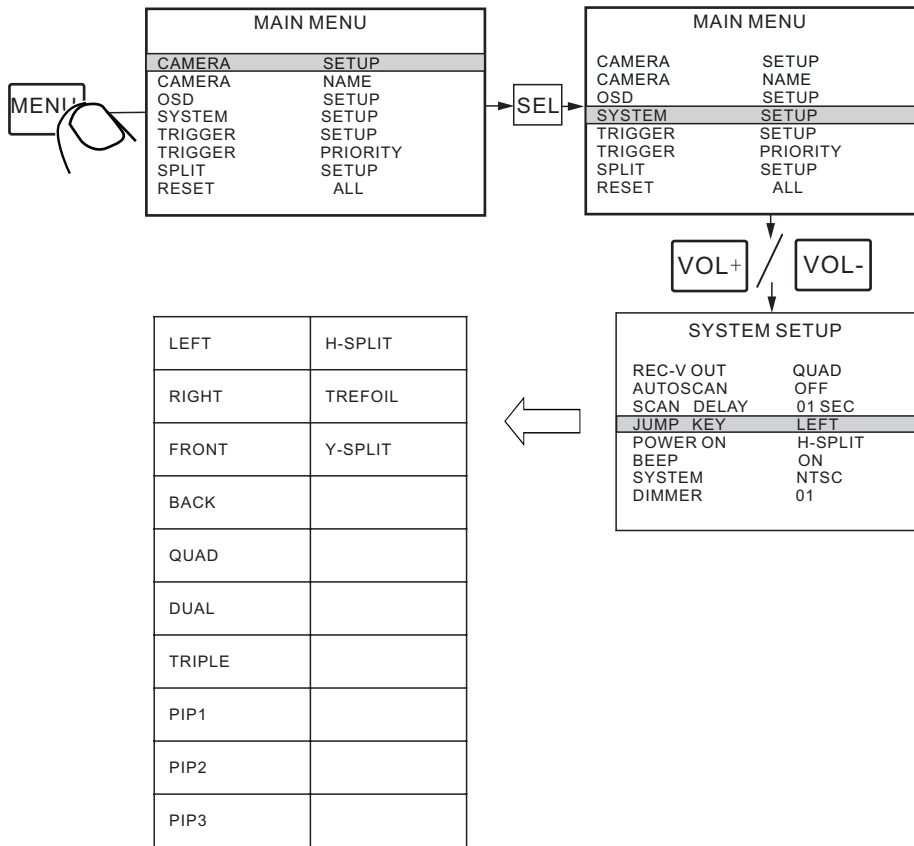 MAIN MENU
CAMERA SETUP
CAMERA NAME
OSD SETUP
SYSTEM SETUP
TRIGGER SETUP
TRIGGER PRIORITY
SPLIT SETUP
RESET ALL
MENU
SEL
MAIN MENU
CAMERA SETUP
CAMERA NAME
OSD SETUP
SYSTEM SETUP
TRIGGER SETUP
TRIGGER PRIORITY
SPLIT SETUP
RESET ALL
VOL+ / VOL-
SYSTEM SETUP
REC-V OUT QUAD
AUTOSCAN OFF
SCAN DELAY 01 SEC
JUMP KEY LEFT
POWER ON H-SPLIT
BEEP ON
SYSTEM NTSC
DIMMER 01
LEFT H-SPLIT
RIGHT TREFOIL
FRONT Y-SPLIT
BACK
QUAD
DUAL
TRIPLE
PIP1
PIP2
PIP3